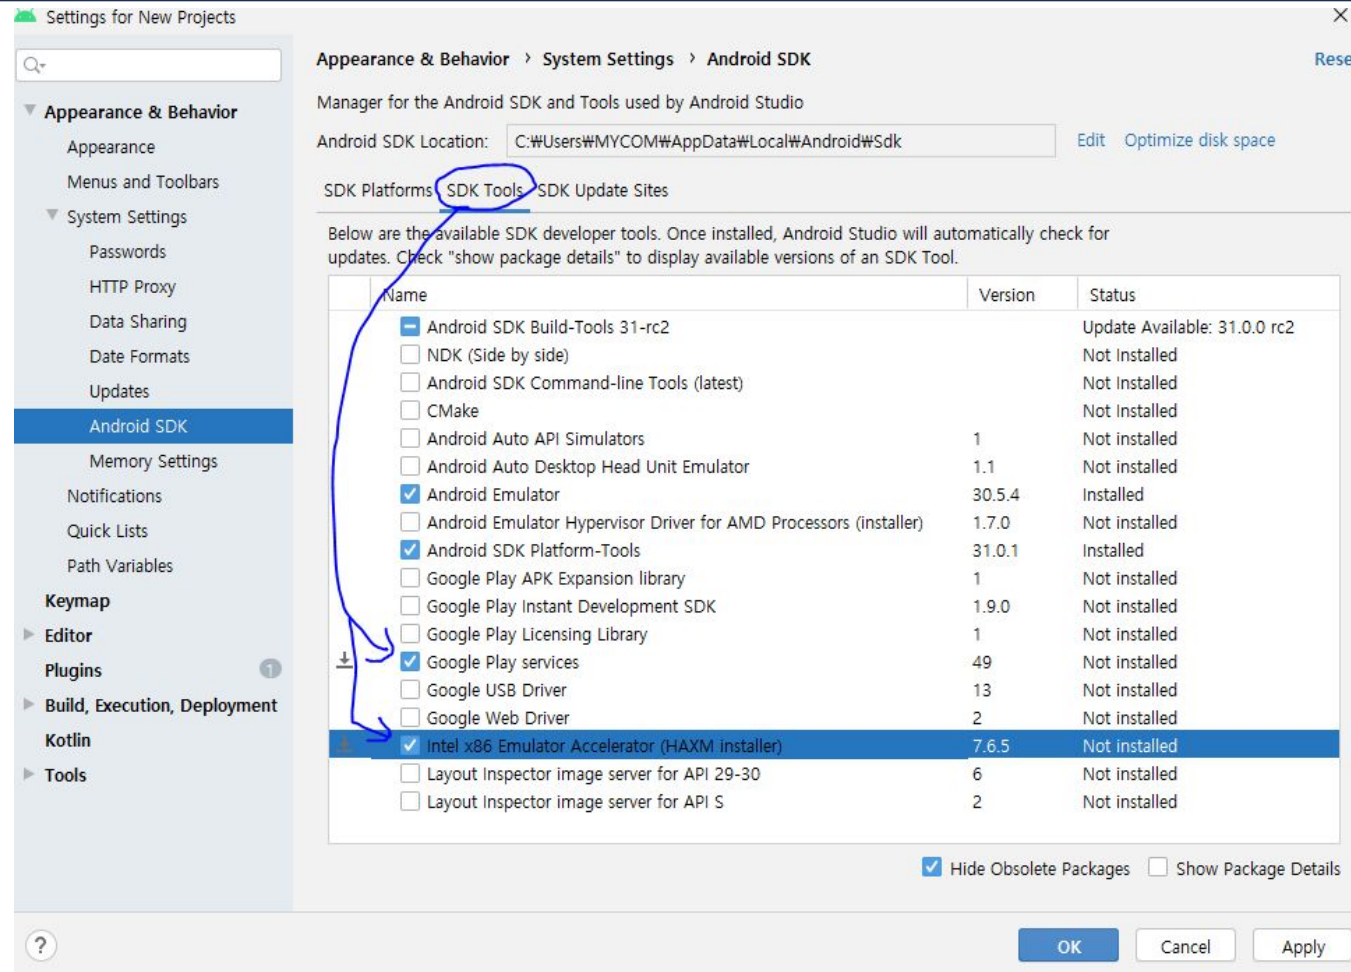 Settings for New Projects
Appearance & Behavior › System Settings › Android SDK
Rese
Manager for the Android SDK and Tools used by Android Studio
Android SDK Location: C:₩Users₩MYCOM₩AppData₩Local₩Android₩Sdk Edit Optimize disk space
SDK Platforms SDK Tools SDK Update Sites
Below are the available SDK developer tools. Once installed, Android Studio will automatically check for
updates. Check "show package details" to display available versions of an SDK Tool.
Appearance & Behavior
Appearance
Menus and Toolbars
System Settings
Passwords
HTTP Proxy
Data Sharing
Date Formats
Updates
Android SDK
Memory Settings
Notifications
Quick Lists
Path Variables
Keymap
Editor
Plugins 1
Build, Execution, Deployment
Kotlin
Tools
Name Version Status
Android SDK Build-Tools 31-rc2 Update Available: 31.0.0 rc2
NDK (Side by side) Not Installed
Android SDK Command-line Tools (latest) Not Installed
CMake Not Installed
Android Auto API Simulators 1 Not installed
Android Auto Desktop Head Unit Emulator 1.1 Not installed
Android Emulator 30.5.4 Installed
Android Emulator Hypervisor Driver for AMD Processors (installer) 1.7.0 Not installed
Android SDK Platform-Tools 31.0.1 Installed
Google Play APK Expansion library 1 Not installed
Google Play Instant Development SDK 1.9.0 Not installed
Google Play Licensing Library 1 Not installed
Google Play services 49 Not installed
Google USB Driver 13 Not installed
Google Web Driver 2 Not installed
Intel x86 Emulator Accelerator (HAXM installer) 7.6.5 Not installed
Layout Inspector image server for API 29-30 6 Not installed
Layout Inspector image server for API S 2 Not installed
Hide Obsolete Packages Show Package Details
? OK Cancel Apply